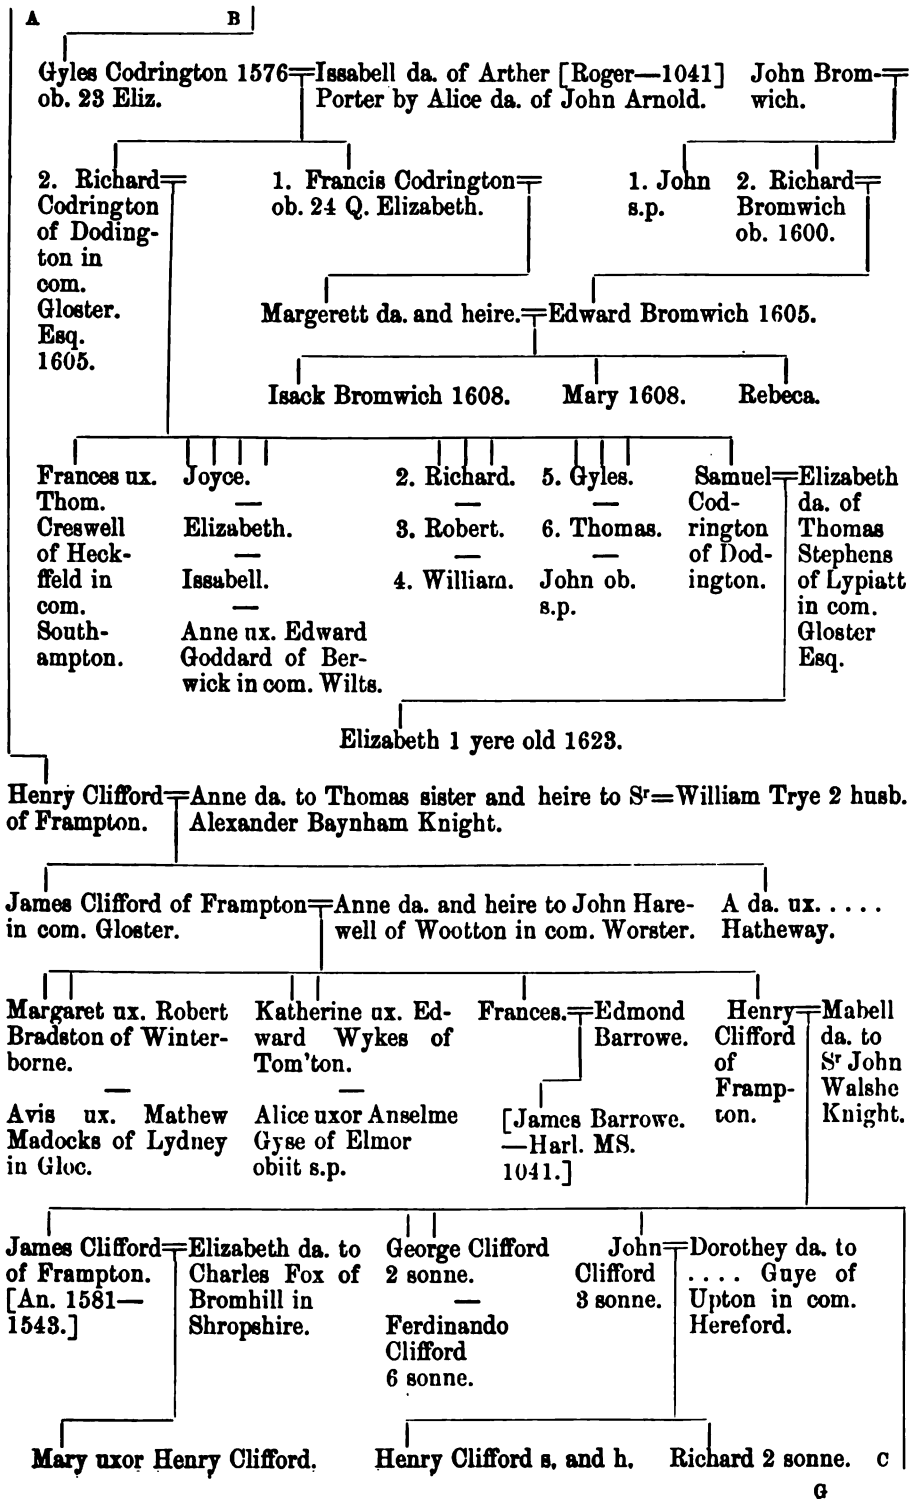 A B
Gyles Codrington 1576=Issabell da. of Arther [Roger—1041] John Brom-=
ob. 23 Eliz. Porter by Alice da. of John Arnold. wich.
2. Richard=
Codrington
of Doding-
ton in
com.
Gloster.
Esq.
1605.
1. Francis Codrington=
ob. 24 Q. Elizabeth.
1. John
s.p.
2. Richard=
Bromwich
ob. 1600.
Margerett da. and heire.=Edward Bromwich 1605.
Isack Bromwich 1608. Mary 1608. Rebeca.
Frances ux.
Thom.
Creswell
of Heck-
ffeld in
com.
South-
ampton.
Joyce.
—
Elizabeth.
—
Issabell.
—
Anne ux. Edward
Goddard of Ber-
wick in com. Wilts.
2. Richard.
—
3. Robert.
—
4. William.
5. Gyles.
—
6. Thomas.
—
John ob.
s.p.
Samuel=
Cod-
rington
of Dod-
ington.
Elizabeth
da. of
Thomas
Stephens
of Lypiatt
in com.
Gloster
Esq.
Elizabeth 1 yere old 1623.
Henry Clifford=Anne da. to Thomas sister and heire to Sr=William Trye 2 husb.
of Frampton. Alexander Baynham Knight.
James Clifford of Frampton=Anne da. and heire to John Hare- A da. ux. . . . .
in com. Gloster. well of Wootton in com. Worster. Hatheway.
Margaret ux. Robert
Bradston of Winter-
borne.
—
Avis ux. Mathew
Madocks of Lydney
in Gloc.
Katherine ux. Ed-
ward Wykes of
Tom'ton.
—
Alice uxor Anselme
Gyse of Elmor
obiit s.p.
Frances.=Edmond
Barrowe.
[James Barrowe.
—Harl. MS.
1041.]
Henry=
Clifford
of
Framp-
ton.
Mabell
da. to
Sr John
Walshe
Knight.
James Clifford=
of Frampton.
[An. 1581—
1543.]
Elizabeth da. to
Charles Fox of
Bromhill in
Shropshire.
George Clifford
2 sonne.
—
Ferdinando
Clifford
6 sonne.
John=
Clifford
3 sonne.
Dorothey da. to
. . . . Guye of
Upton in com.
Hereford.
Mary uxor Henry Clifford. Henry Clifford s. and h. Richard 2 sonne. C
G